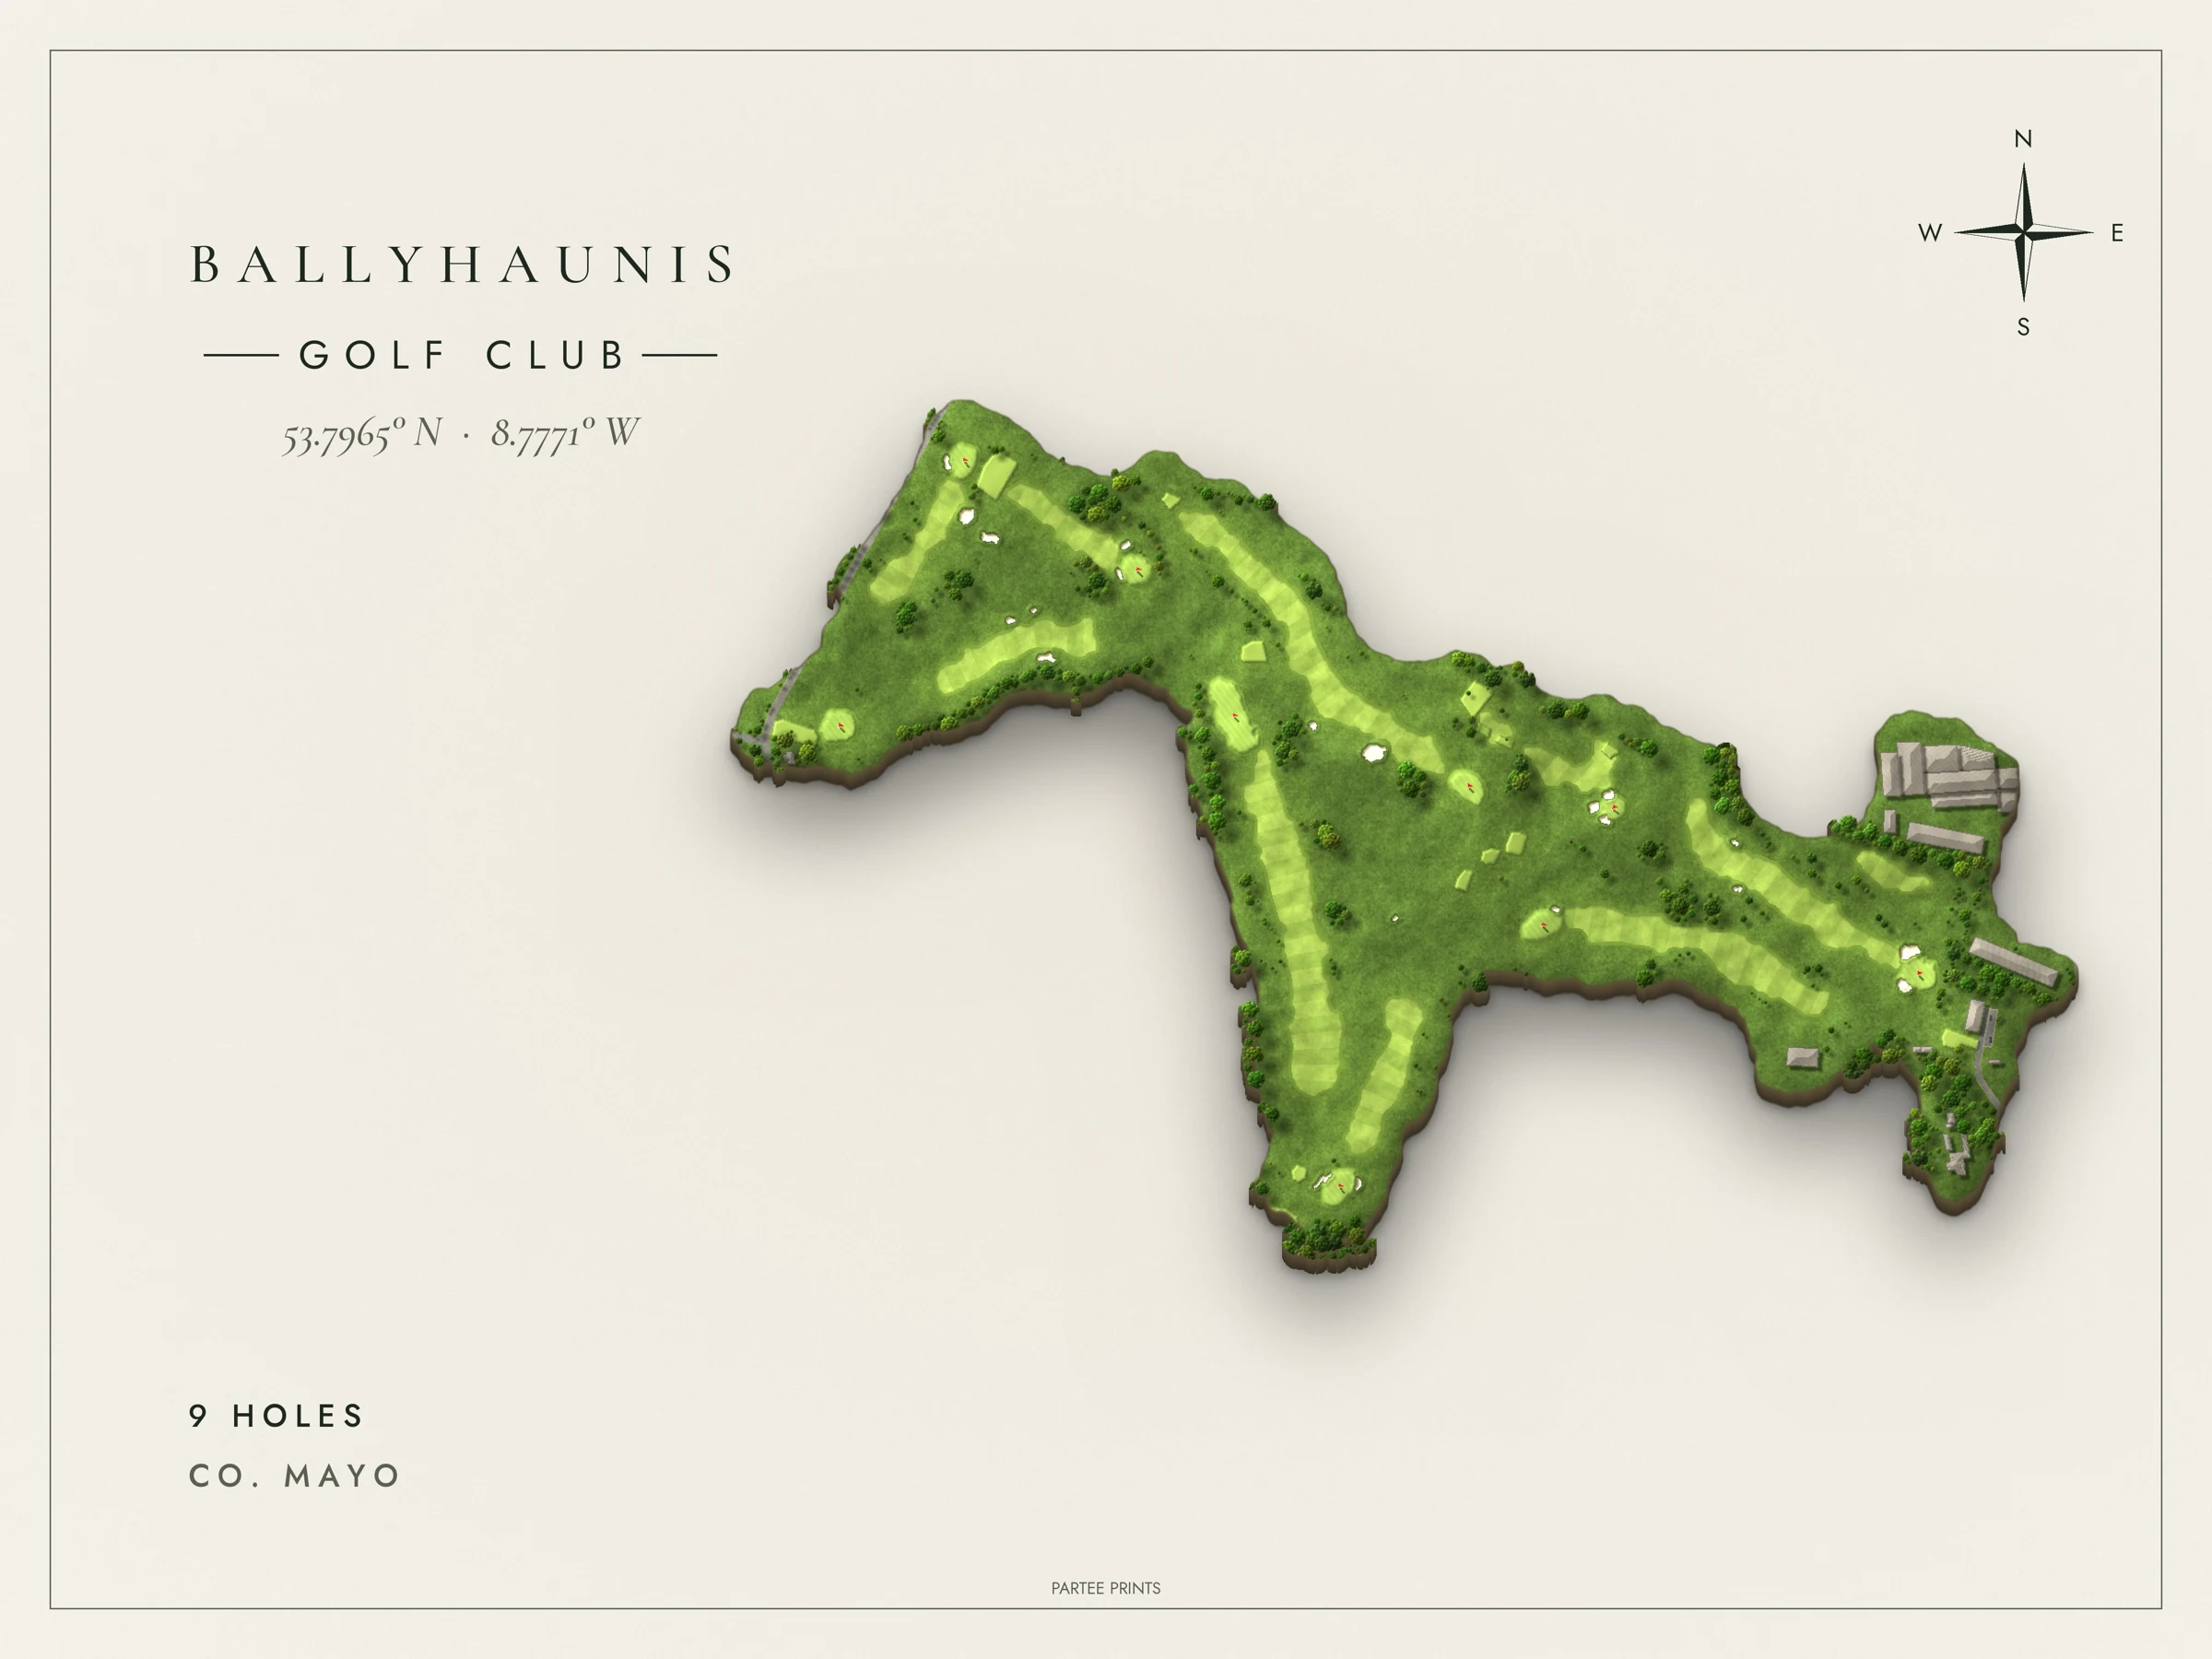 BALLYHAUNIS
GOLF CLUB
53.7965° N · 8.7771° W
N
W E
S
9 HOLES
CO. MAYO
PARTEE PRINTS